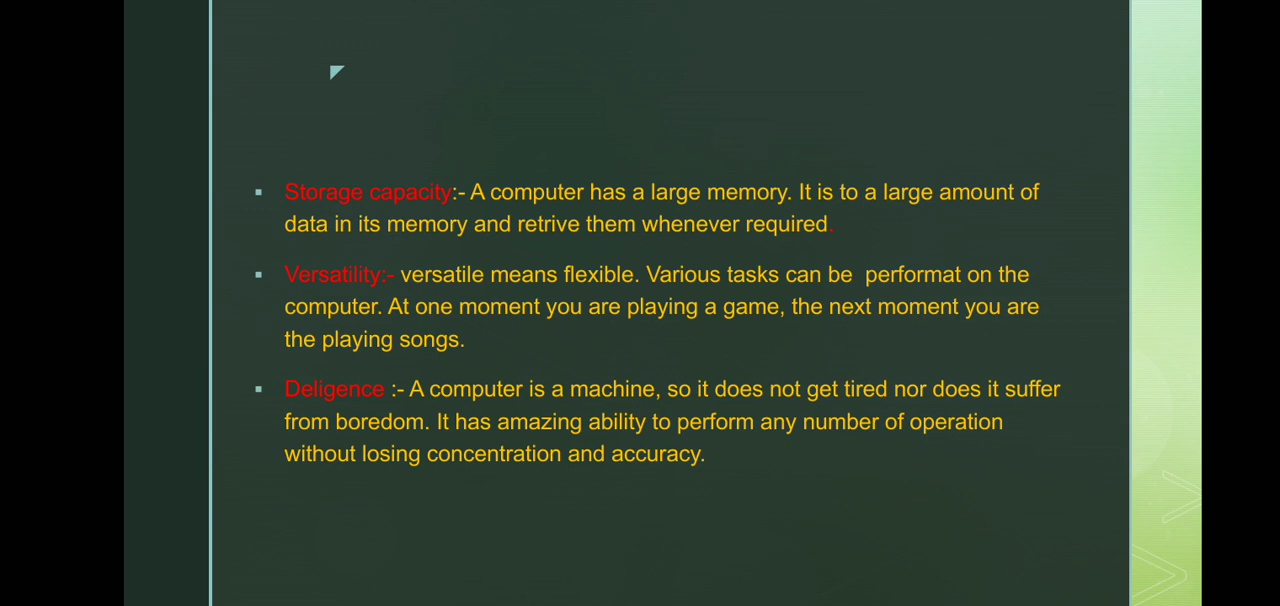 Storage capacity:- A computer has a large memory. It is to a large amount of
data in its memory and retrive them whenever required.
Versatility:- versatile means flexible. Various tasks can be performat on the
computer. At one moment you are playing a game, the next moment you are
the playing songs.
Deligence :- A computer is a machine, so it does not get tired nor does it suffer
from boredom. It has amazing ability to perform any number of operation
without losing concentration and accuracy.